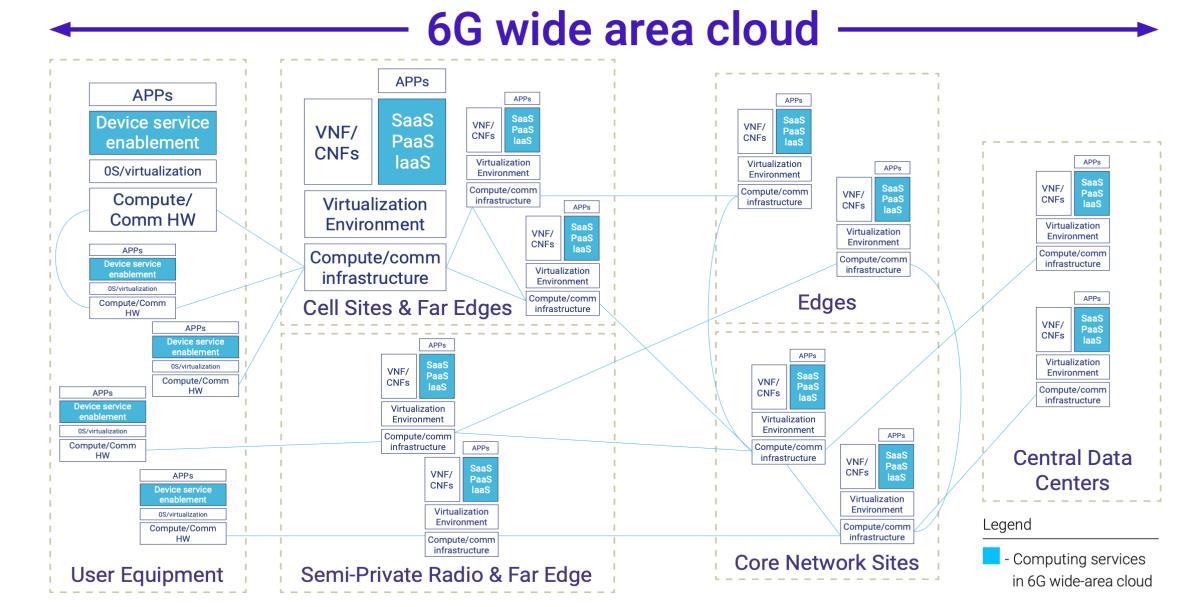 6G wide area cloud
APPs
Device service
enablement
0S/virtualization
Compute/
Comm HW
APPs
Device service
enablement
0S/virtualization
Compute/Comm
HW
APPs
Device service
enablement
0S/virtualization
Compute/Comm
HW
APPs
Device service
enablement
0S/virtualization
Compute/Comm
HW
APPs
Device service
enablement
0S/virtualization
Compute/Comm
HW
User Equipment
APPs
VNF/
CNFs
SaaS
PaaS
IaaS
Virtualization
Environment
Compute/comm
infrastructure
APPs
VNF/
CNFs
SaaS
PaaS
IaaS
Virtualization
Environment
Compute/comm
infrastructure
APPs
VNF/
CNFs
SaaS
PaaS
IaaS
Virtualization
Environment
Compute/comm
infrastructure
Cell Sites & Far Edges
APPs
VNF/
CNFs
SaaS
PaaS
IaaS
Virtualization
Environment
Compute/comm
infrastructure
APPs
VNF/
CNFs
SaaS
PaaS
IaaS
Virtualization
Environment
Compute/comm
infrastructure
Semi-Private Radio & Far Edge
APPs
VNF/
CNFs
SaaS
PaaS
IaaS
Virtualization
Environment
Compute/comm
infrastructure
APPs
VNF/
CNFs
SaaS
PaaS
IaaS
Virtualization
Environment
Compute/comm
infrastructure
Edges
APPs
VNF/
CNFs
SaaS
PaaS
IaaS
Virtualization
Environment
Compute/comm
infrastructure
APPs
VNF/
CNFs
SaaS
PaaS
IaaS
Virtualization
Environment
Compute/comm
infrastructure
Core Network Sites
APPs
VNF/
CNFs
SaaS
PaaS
IaaS
Virtualization
Environment
Compute/comm
infrastructure
APPs
VNF/
CNFs
SaaS
PaaS
IaaS
Virtualization
Environment
Compute/comm
infrastructure
Central Data
Centers
Legend
- Computing services
in 6G wide-area cloud